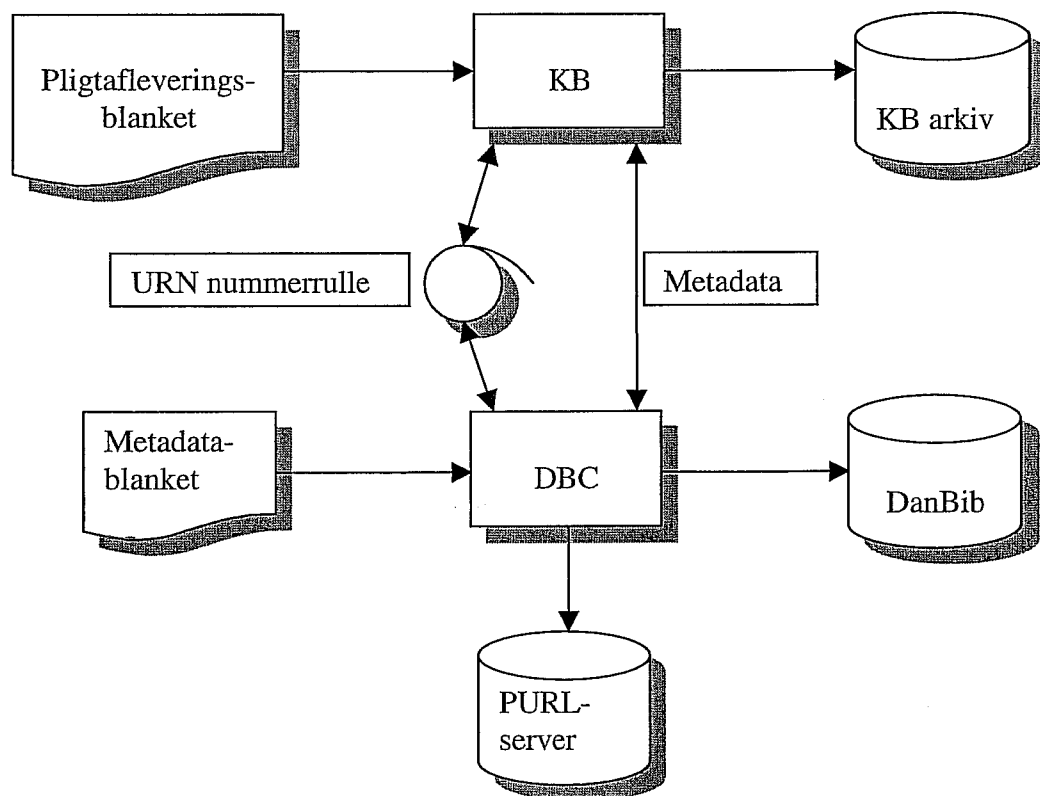 Pligtafleverings-
blanket
KB
KB arkiv
URN nummerrulle
Metadata
Metadata-
blanket
DBC
DanBib
PURL-
server